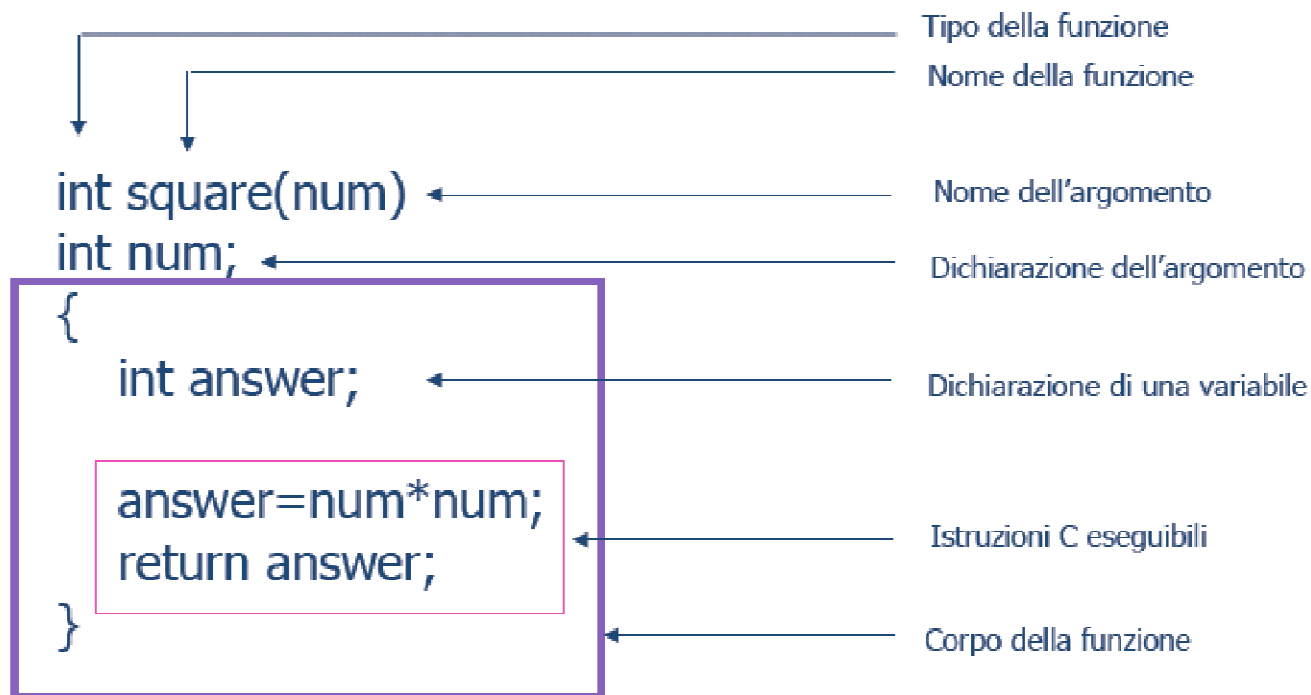 Tipo della funzione
Nome della funzione
int square(num)
Nome dell'argomento
int num;
Dichiarazione dell'argomento
{
int answer;
Dichiarazione di una variabile
answer=num*num;
return answer;
Istruzioni C eseguibili
}
Corpo della funzione